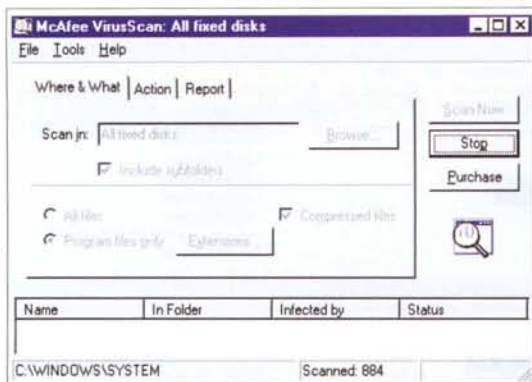 McAfee VirusScan: All fixed disks
File Tools Help
Where & What Action Report
Scan in: All fixed disks Browse... Scan Now
Include subfolders Stop
Purchase
All files Compressed files
Program files only Extensions...
Name In Folder Infected by Status
C:\WINDOWS\SYSTEM Scanned: 884